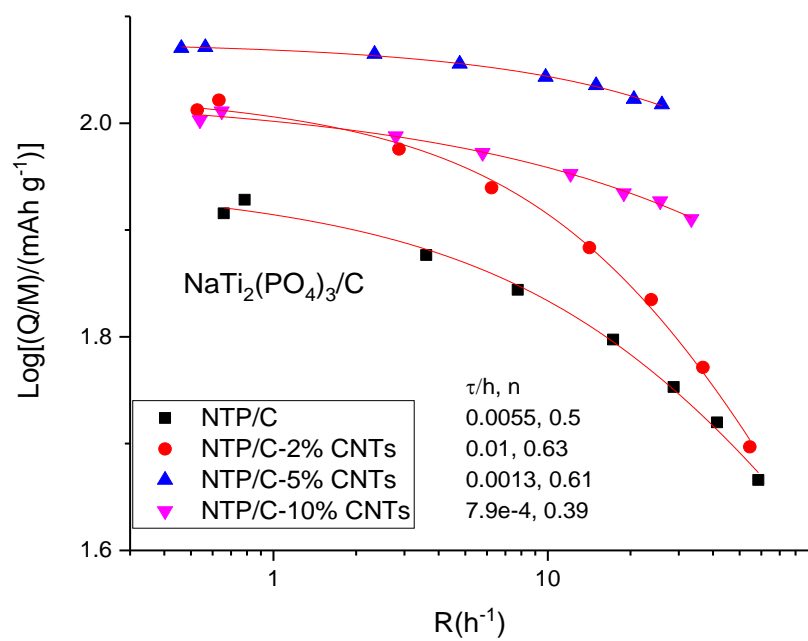 Log[(Q/M)/(mAh g⁻¹)]
2.0
1.8
1.6
NaTi₂(PO₄)₃/C
τ/h, n
NTP/C 0.0055, 0.5
NTP/C-2% CNTs 0.01, 0.63
NTP/C-5% CNTs 0.0013, 0.61
NTP/C-10% CNTs 7.9e-4, 0.39
1 10
R(h⁻¹)